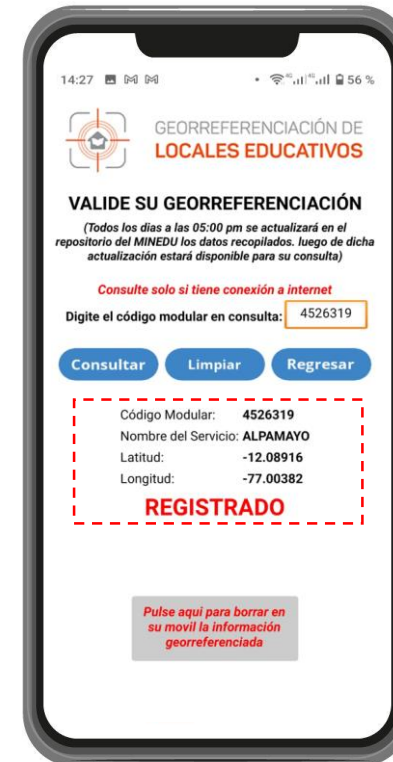 14:27 56 %
GEORREFERENCIACIÓN DE
LOCALES EDUCATIVOS
VALIDE SU GEORREFERENCIACIÓN
(Todos los dias a las 05:00 pm se actualizará en el
repositorio del MINEDU los datos recopilados. luego de dicha
actualización estará disponible para su consulta)
Consulte solo si tiene conexión a internet
Digite el código modular en consulta: 4526319
Consultar Limpiar Regresar
Código Modular: 4526319
Nombre del Servicio: ALPAMAYO
Latitud: -12.08916
Longitud: -77.00382
REGISTRADO
Pulse aqui para borrar en
su movil la información
georreferenciada